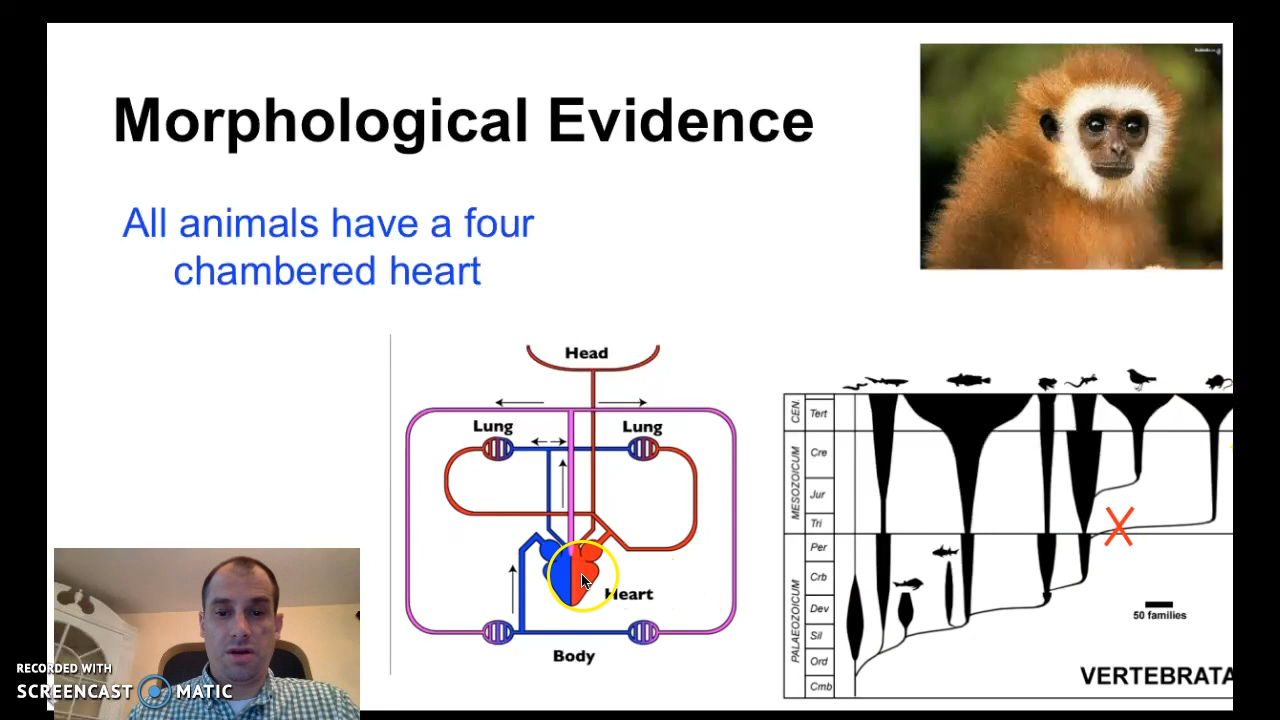 Morphological Evidence
All animals have a four
chambered heart
Head
Lung
Lung
Heart
Body
CEN.
Tert
MESOZOICUM
Cre
Jur
Tri
PALAEOZOICUM
Per
Crb
Dev
Sil
Ord
Cmb
50 families
VERTEBRATA
RECORDED WITH
SCREENCAST MATIC